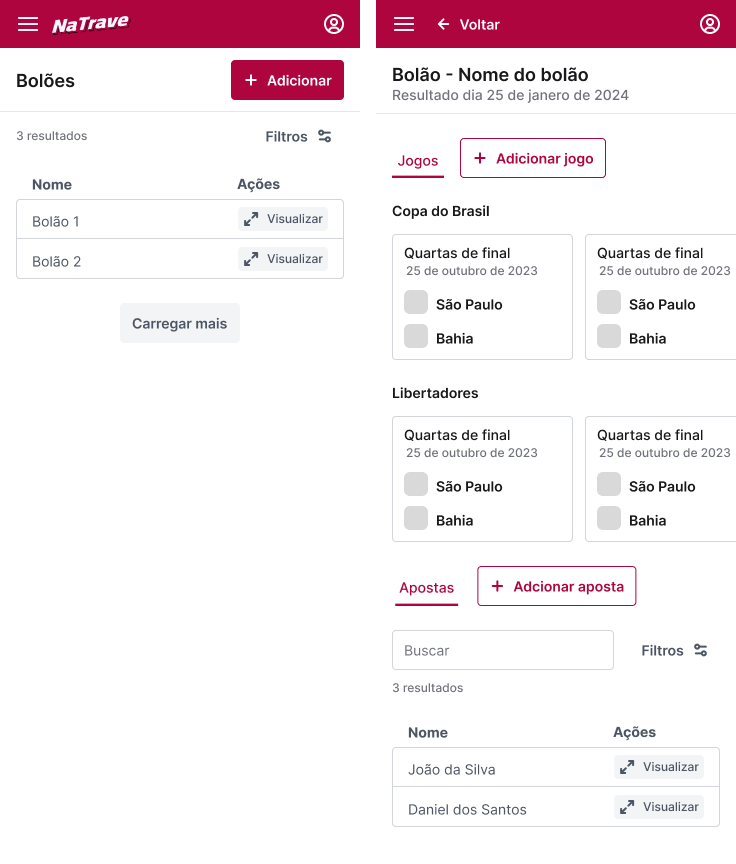 NaTrave
Bolões
Adicionar
3 resultados
Filtros
Nome Ações
Bolão 1 Visualizar
Bolão 2 Visualizar
Carregar mais
Voltar
Bolão - Nome do bolão
Resultado dia 25 de janero de 2024
Jogos
Adicionar jogo
Copa do Brasil
Quartas de final
25 de outubro de 2023
São Paulo
Bahia
Quartas de final
25 de outubro de 2023
São Paulo
Bahia
Libertadores
Quartas de final
25 de outubro de 2023
São Paulo
Bahia
Quartas de final
25 de outubro de 2023
São Paulo
Bahia
Apostas
Adcionar aposta
Buscar
Filtros
3 resultados
Nome Ações
João da Silva Visualizar
Daniel dos Santos Visualizar